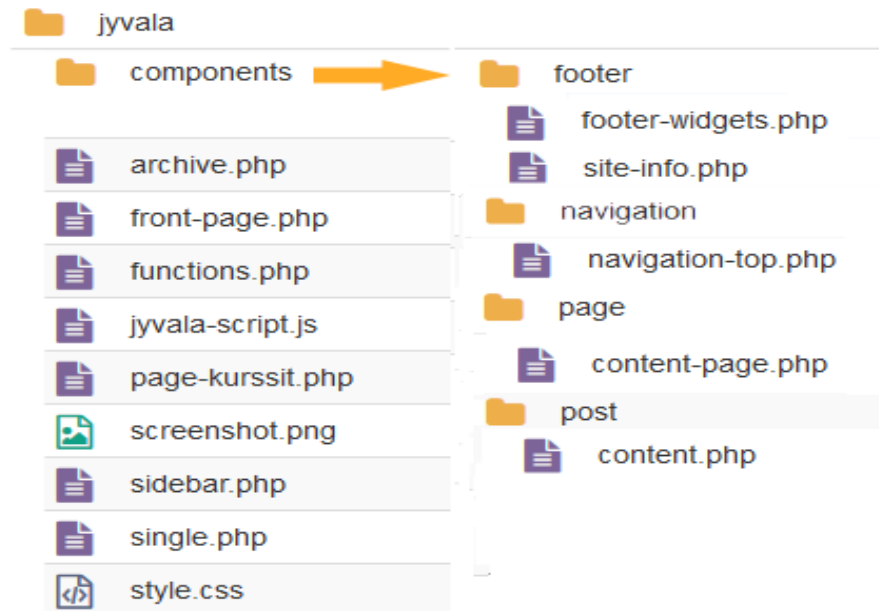 jyvala
components
archive.php
front-page.php
functions.php
jyvala-script.js
page-kurssit.php
screenshot.png
sidebar.php
single.php
style.css
footer
footer-widgets.php
site-info.php
navigation
navigation-top.php
page
content-page.php
post
content.php